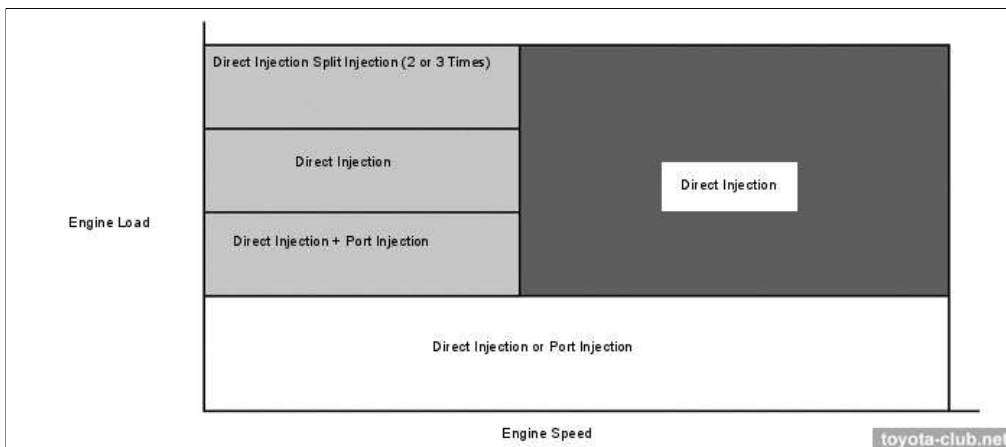 Direct Injection Split Injection (2 or 3 Times)
Direct Injection
Direct Injection
Engine Load
Direct Injection + Port Injection
Direct Injection or Port Injection
Engine Speed
toyota-club.net